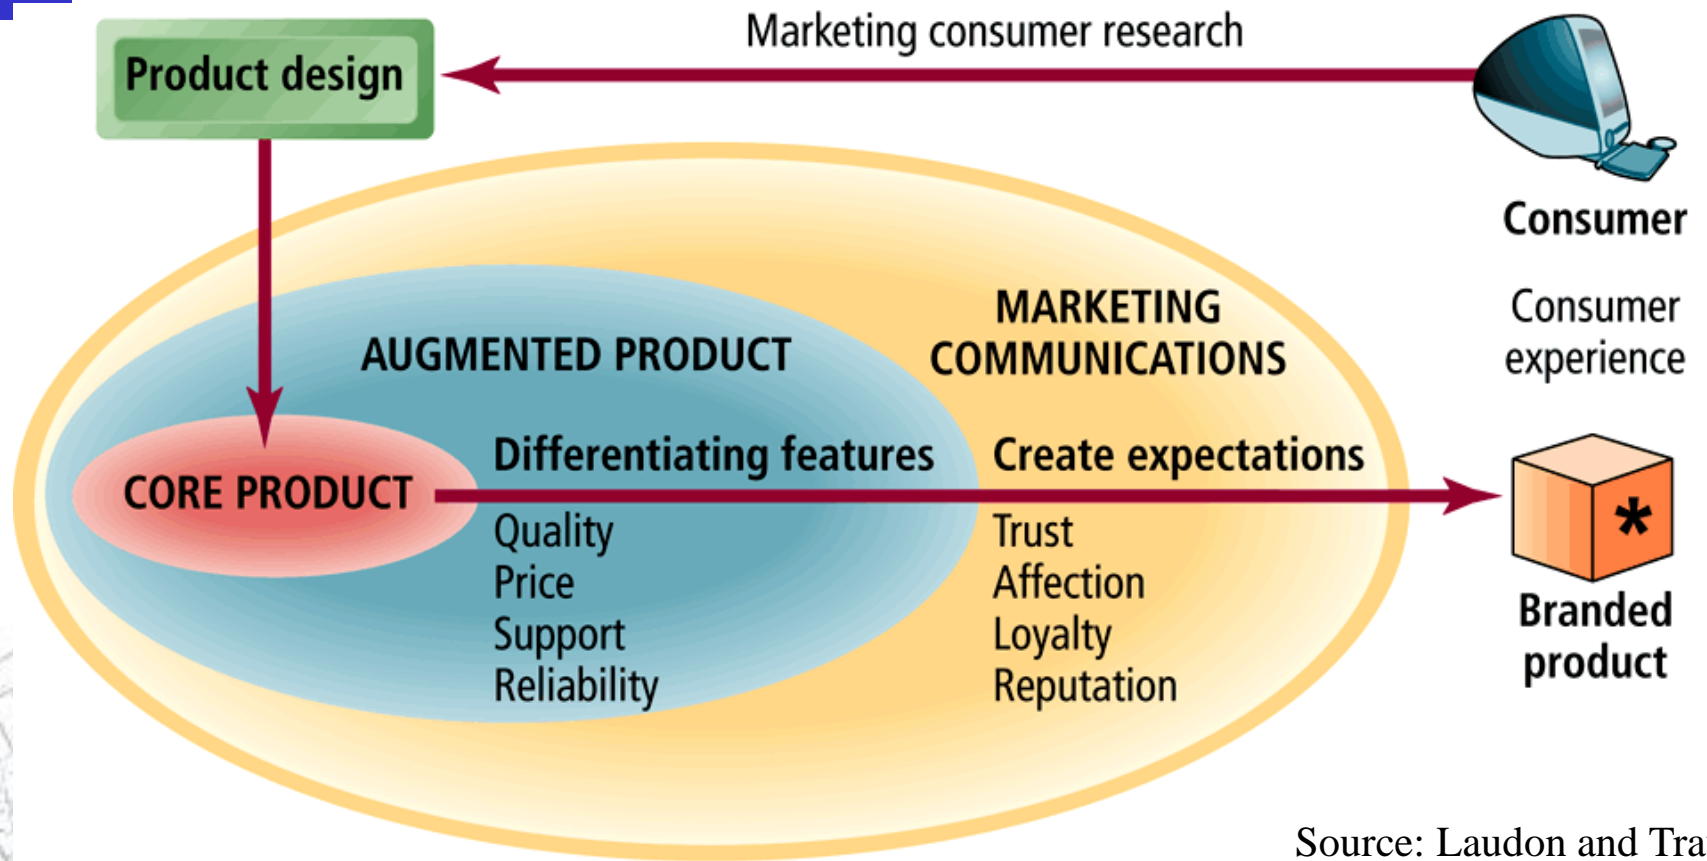 Marketing consumer research
Product design
Consumer
Consumer
experience
MARKETING
COMMUNICATIONS
AUGMENTED PRODUCT
CORE PRODUCT
Differentiating features
Quality
Price
Support
Reliability
Create expectations
Trust
Affection
Loyalty
Reputation
*
Branded
product
Source: Laudon and